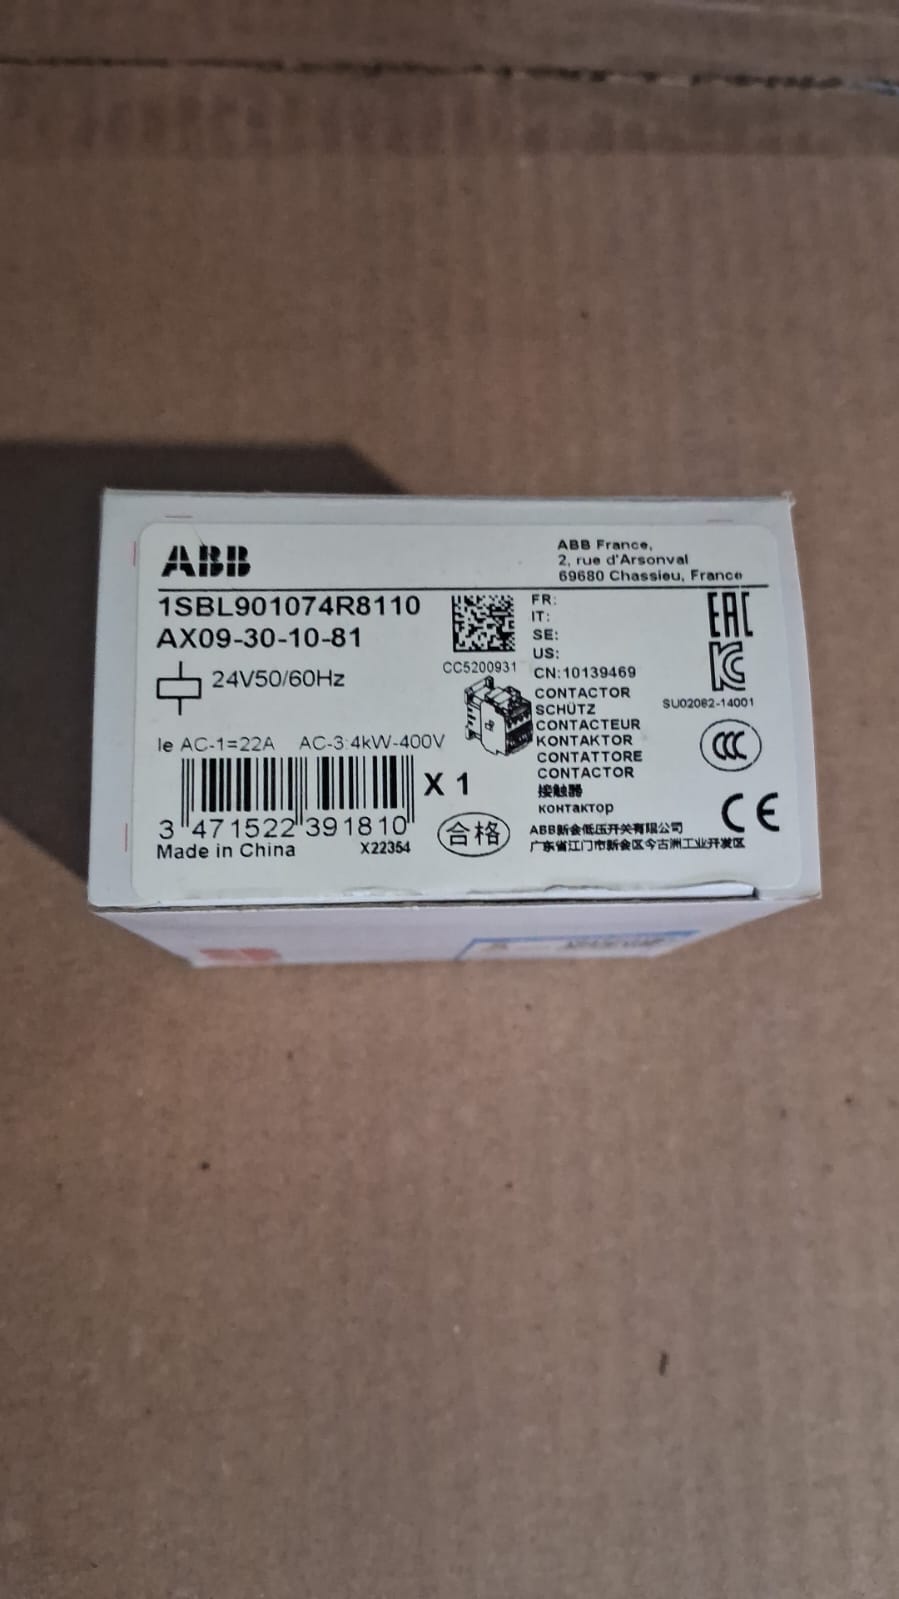 ABB
ABB France,
2, rue d'Arsonval
69680 Chassieu, France
1SBL901074R8110
AX09-30-10-81
24V50/60Hz
CC5200931
FR:
IT:
SE:
US:
CN:10139469
CONTACTOR
SCHÜTZ
CONTACTEUR
KONTAKTOR
CONTATTORE
CONTACTOR
接触器
контактор
EAC
KC
SU02062-14001
CCC
Ie AC-1=22A AC-3:4kW-400V
X 1
3 471522 391810
Made in China X22354
合格
ABB新会低压开关有限公司
广东省江门市新会区今古洲工业开发区
CE